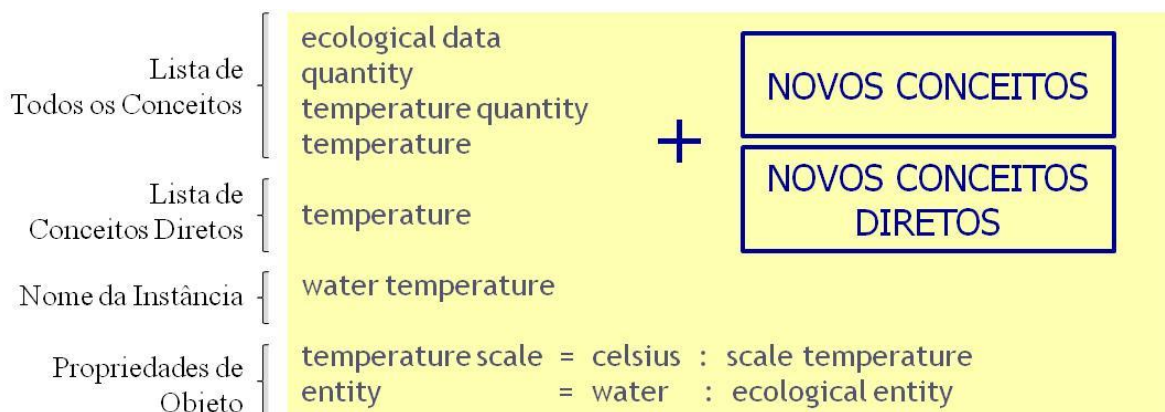 Lista de
Todos os Conceitos
ecological data
quantity
temperature quantity
temperature
+
NOVOS CONCEITOS
NOVOS CONCEITOS
DIRETOS
Lista de
Conceitos Diretos
temperature
Nome da Instância
water temperature
Propriedades de
Objeto
temperature scale = celsius : scale temperature
entity = water : ecological entity